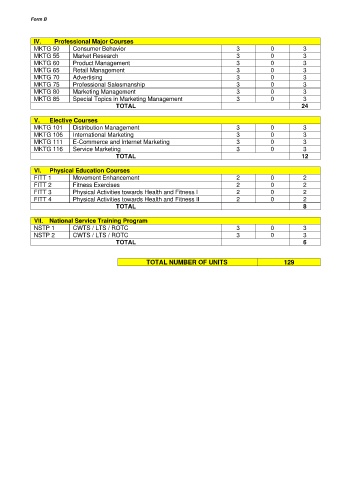 Form B
IV. Professional Major Courses
MKTG 50 Consumer Behavior 3 0 3
MKTG 55 Market Research 3 0 3
MKTG 60 Product Management 3 0 3
MKTG 65 Retail Management 3 0 3
MKTG 70 Advertising 3 0 3
MKTG 75 Professional Salesmanship 3 0 3
MKTG 80 Marketing Management 3 0 3
MKTG 85 Special Topics in Marketing Management 3 0 3
TOTAL 24
V. Elective Courses
MKTG 101 Distribution Management 3 0 3
MKTG 106 International Marketing 3 0 3
MKTG 111 E-Commerce and Internet Marketing 3 0 3
MKTG 116 Service Marketing 3 0 3
TOTAL 12
VI. Physical Education Courses
FITT 1 Movement Enhancement 2 0 2
FITT 2 Fitness Exercises 2 0 2
FITT 3 Physical Activities towards Health and Fitness I 2 0 2
FITT 4 Physical Activities towards Health and Fitness II 2 0 2
TOTAL 8
VII. National Service Training Program
NSTP 1 CWTS / LTS / ROTC 3 0 3
NSTP 2 CWTS / LTS / ROTC 3 0 3
TOTAL 6
TOTAL NUMBER OF UNITS 129